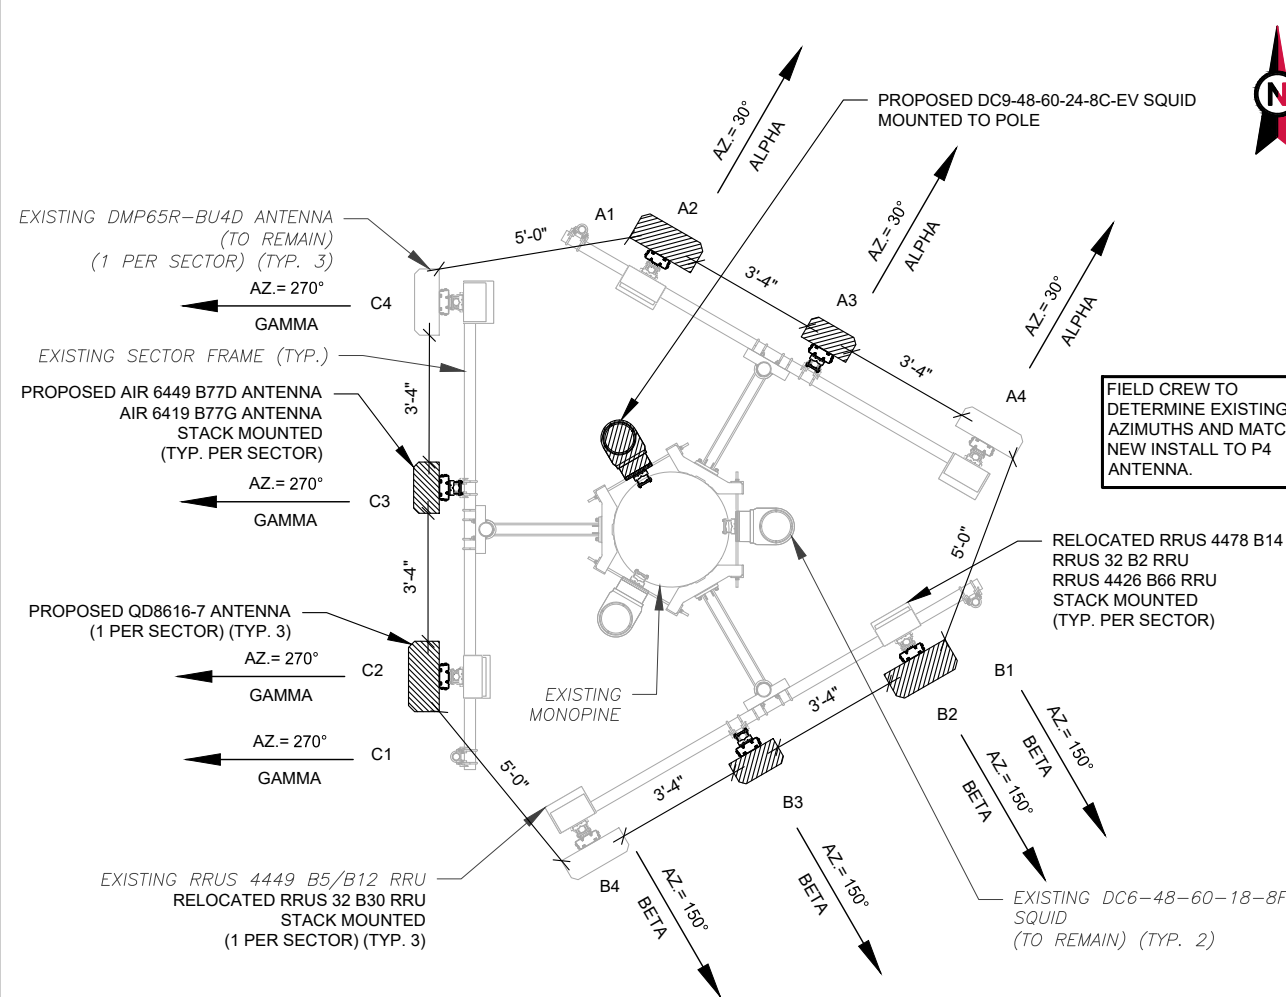 PROPOSED DC9-48-60-24-8C-EV SQUID
MOUNTED TO POLE
N
AZ.= 30°
ALPHA
AZ.= 30°
ALPHA
AZ.= 30°
ALPHA
EXISTING DMP65R-BU4D ANTENNA
(TO REMAIN)
(1 PER SECTOR) (TYP. 3)
A1
A2
5'-0"
3'-4"
A3
3'-4"
A4
AZ.= 270°
GAMMA
C4
EXISTING SECTOR FRAME (TYP.)
PROPOSED AIR 6449 B77D ANTENNA
AIR 6419 B77G ANTENNA
STACK MOUNTED
(TYP. PER SECTOR)
3'-4"
AZ.= 270°
GAMMA
C3
FIELD CREW TO
DETERMINE EXISTING
AZIMUTHS AND MATC
NEW INSTALL TO P4
ANTENNA.
5'-0"
RELOCATED RRUS 4478 B14
RRUS 32 B2 RRU
RRUS 4426 B66 RRU
STACK MOUNTED
(TYP. PER SECTOR)
3'-4"
PROPOSED QD8616-7 ANTENNA
(1 PER SECTOR) (TYP. 3)
AZ.= 270°
GAMMA
C2
EXISTING
MONOPINE
B1
3'-4"
B2
AZ.= 270°
GAMMA
C1
5'-0"
3'-4"
B3
AZ.= 150°
BETA
AZ.= 150°
BETA
EXISTING RRUS 4449 B5/B12 RRU
RELOCATED RRUS 32 B30 RRU
STACK MOUNTED
(1 PER SECTOR) (TYP. 3)
B4
AZ.= 150°
BETA
AZ.= 150°
BETA
EXISTING DC6-48-60-18-8F
SQUID
(TO REMAIN) (TYP. 2)